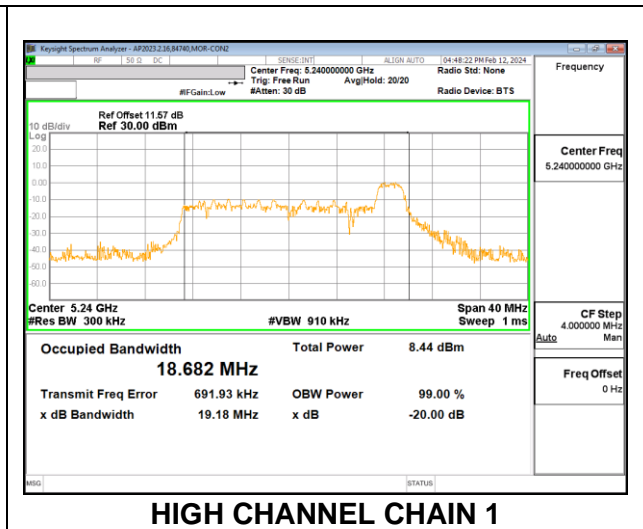 Keysight Spectrum Analyzer - AP2023.2.16,84740,MOR-CON2
RF 50 Ω DC SENSE:INT ALIGN AUTO 04:48:22 PM Feb 12, 2024
Center Freq: 5.240000000 GHz Radio Std: None
Trig: Free Run Avg|Hold: 20/20
#IFGain:Low #Atten: 30 dB Radio Device: BTS
Frequency
Ref Offset 11.57 dB
10 dB/div Ref 30.00 dBm
Log
20.0
10.0
0.00
-10.0
-20.0
-30.0
-40.0
-50.0
-60.0
Center 5.24 GHz Span 40 MHz
#Res BW 300 kHz #VBW 910 kHz Sweep 1 ms
Center Freq
5.240000000 GHz
CF Step
4.000000 MHz
Auto Man
Freq Offset
0 Hz
Occupied Bandwidth Total Power 8.44 dBm
18.682 MHz
Transmit Freq Error 691.93 kHz OBW Power 99.00 %
x dB Bandwidth 19.18 MHz x dB -20.00 dB
MSG STATUS
HIGH CHANNEL CHAIN 1